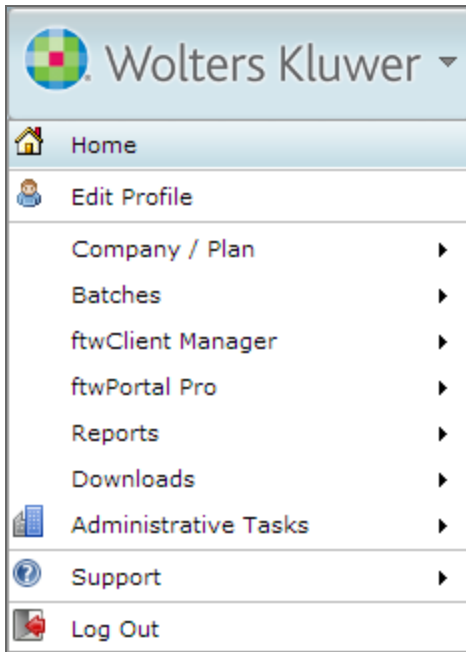 Wolters Kluwer
Home
Edit Profile
Company / Plan
Batches
ftwClient Manager
ftwPortal Pro
Reports
Downloads
Administrative Tasks
Support
Log Out